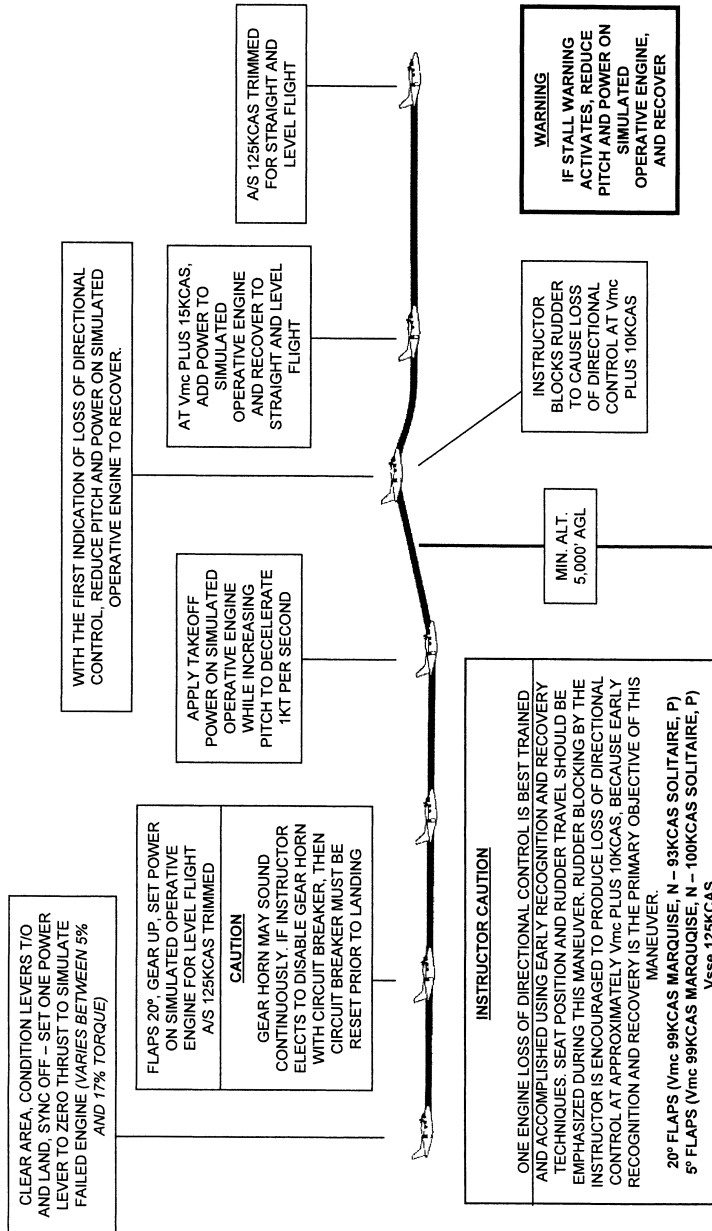 CLEAR AREA, CONDITION LEVERS T/O
AND LAND, SYNC OFF – SET ONE POWER
LEVER TO ZERO THRUST TO SIMULATE
FAILED ENGINE (VARIES BETWEEN 5%
AND 17% TORQUE)
FLAPS 20º, GEAR UP, SET POWER
ON SIMULATED OPERATIVE
ENGINE FOR LEVEL FLIGHT
A/S 125KCAS TRIMMED
CAUTION
GEAR HORN MAY SOUND
CONTINUOUSLY. IF INSTRUCTOR
ELECTS TO DISABLE GEAR HORN
WITH CIRCUIT BREAKER, THEN
CIRCUIT BREAKER MUST BE
RESET PRIOR TO LANDING
APPLY TAKEOFF
POWER ON SIMULATED
OPERATIVE ENGINE
WHILE INCREASING
PITCH TO DECELERATE
1KT PER SECOND
WITH THE FIRST INDICATION OF LOSS OF DIRECTIONAL
CONTROL, REDUCE PITCH AND POWER ON SIMULATED
OPERATIVE ENGINE TO RECOVER.
AT Vmc PLUS 15KCAS,
ADD POWER TO
SIMULATED
OPERATIVE ENGINE
AND RECOVER TO
STRAIGHT AND LEVEL
FLIGHT
A/S 125KCAS TRIMMED
FOR STRAIGHT AND
LEVEL FLIGHT
INSTRUCTOR CAUTION
ONE ENGINE LOSS OF DIRECTIONAL CONTROL IS BEST TRAINED
AND ACCOMPLISHED USING EARLY RECOGNITION AND RECOVERY
TECHNIQUES. SEAT POSITION AND RUDDER TRAVEL SHOULD BE
EMPHASIZED DURING THIS MANEUVER. RUDDER BLOCKING BY THE
INSTRUCTOR IS ENCOURAGED TO PRODUCE LOSS OF DIRECTIONAL
CONTROL AT APPROXIMATELY Vmc PLUS 10KCAS, BECAUSE EARLY
RECOGNITION AND RECOVERY IS THE PRIMARY OBJECTIVE OF THIS
MANEUVER.
20º FLAPS (Vmc 99KCAS MARQUISE, N – 93KCAS SOLITAIRE, P)
5º FLAPS (Vmc 99KCAS MARUQISE, N – 100KCAS SOLITAIRE, P)
Vsse 125KCAS
MIN. ALT.
5,000' AGL
INSTRUCTOR
BLOCKS RUDDER
TO CAUSE LOSS
OF DIRECTIONAL
CONTROL AT Vmc
PLUS 10KCAS
WARNING
IF STALL WARNING
ACTIVATES, REDUCE
PITCH AND POWER ON
SIMULATED
OPERATIVE ENGINE,
AND RECOVER